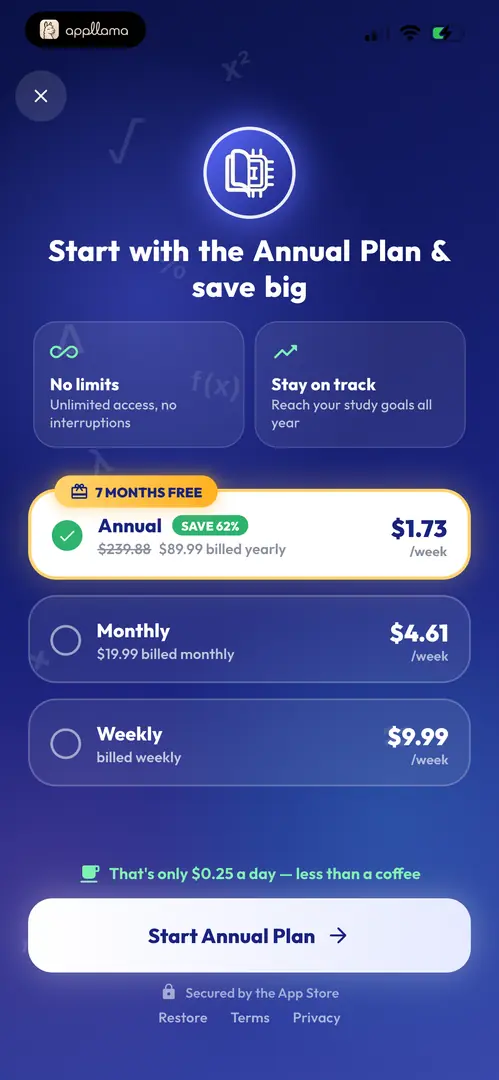 appllama
x²
√
Start with the Annual Plan &
save big
%
A
No limits
Unlimited access, no
interruptions
f(x)
Stay on track
Reach your study goals all
year
λ
7 MONTHS FREE
Annual
SAVE 62%
$239.88 $89.99 billed yearly
$1.73
/week
Monthly
$19.99 billed monthly
$4.61
/week
Weekly
billed weekly
$9.99
/week
That's only $0.25 a day — less than a coffee
Start Annual Plan →
Secured by the App Store
Restore Terms Privacy